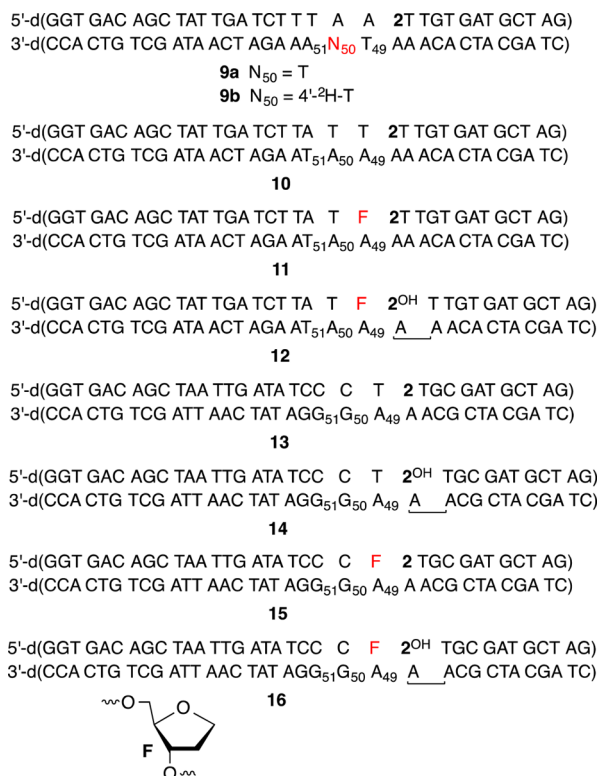 5'-d(GGT GAC AGC TAT TGA TCTT T A A 2T TGT GAT GCT AG)
3'-d(CCA CTG TCG ATA ACT AGA AA51N50 T49 AA ACA CTA CGA TC)
9a N50 = T
9b N50 = 4'-2H-T
5'-d(GGT GAC AGC TAT TGA TCTT A T T 2T TGT GAT GCT AG)
3'-d(CCA CTG TCG ATA ACT AGA AT51A50 A49 AA ACA CTA CGA TC)
10
5'-d(GGT GAC AGC TAT TGA TCTT A T F 2T TGT GAT GCT AG)
3'-d(CCA CTG TCG ATA ACT AGA AT51A50 A49 AA ACA CTA CGA TC)
11
5'-d(GGT GAC AGC TAT TGA TCTT A T F 2OH T TGT GAT GCT AG)
3'-d(CCA CTG TCG ATA ACT AGA AT51A50 A49 A A ACA CTA CGA TC)
12
5'-d(GGT GAC AGC TAA TTG ATA TCC C T 2 TGC GAT GCT AG)
3'-d(CCA CTG TCG ATT AAC TAT AGG51G50 A49 A ACG CTA CGA TC)
13
5'-d(GGT GAC AGC TAA TTG ATA TCC C T 2OH TGC GAT GCT AG)
3'-d(CCA CTG TCG ATT AAC TAT AGG51G50 A49 A ACG CTA CGA TC)
14
5'-d(GGT GAC AGC TAA TTG ATA TCC C F 2 TGC GAT GCT AG)
3'-d(CCA CTG TCG ATT AAC TAT AGG51G50 A49 A ACG CTA CGA TC)
15
5'-d(GGT GAC AGC TAA TTG ATA TCC C F 2OH TGC GAT GCT AG)
3'-d(CCA CTG TCG ATT AAC TAT AGG51G50 A49 A ACG CTA CGA TC)
16
O
O
F
O